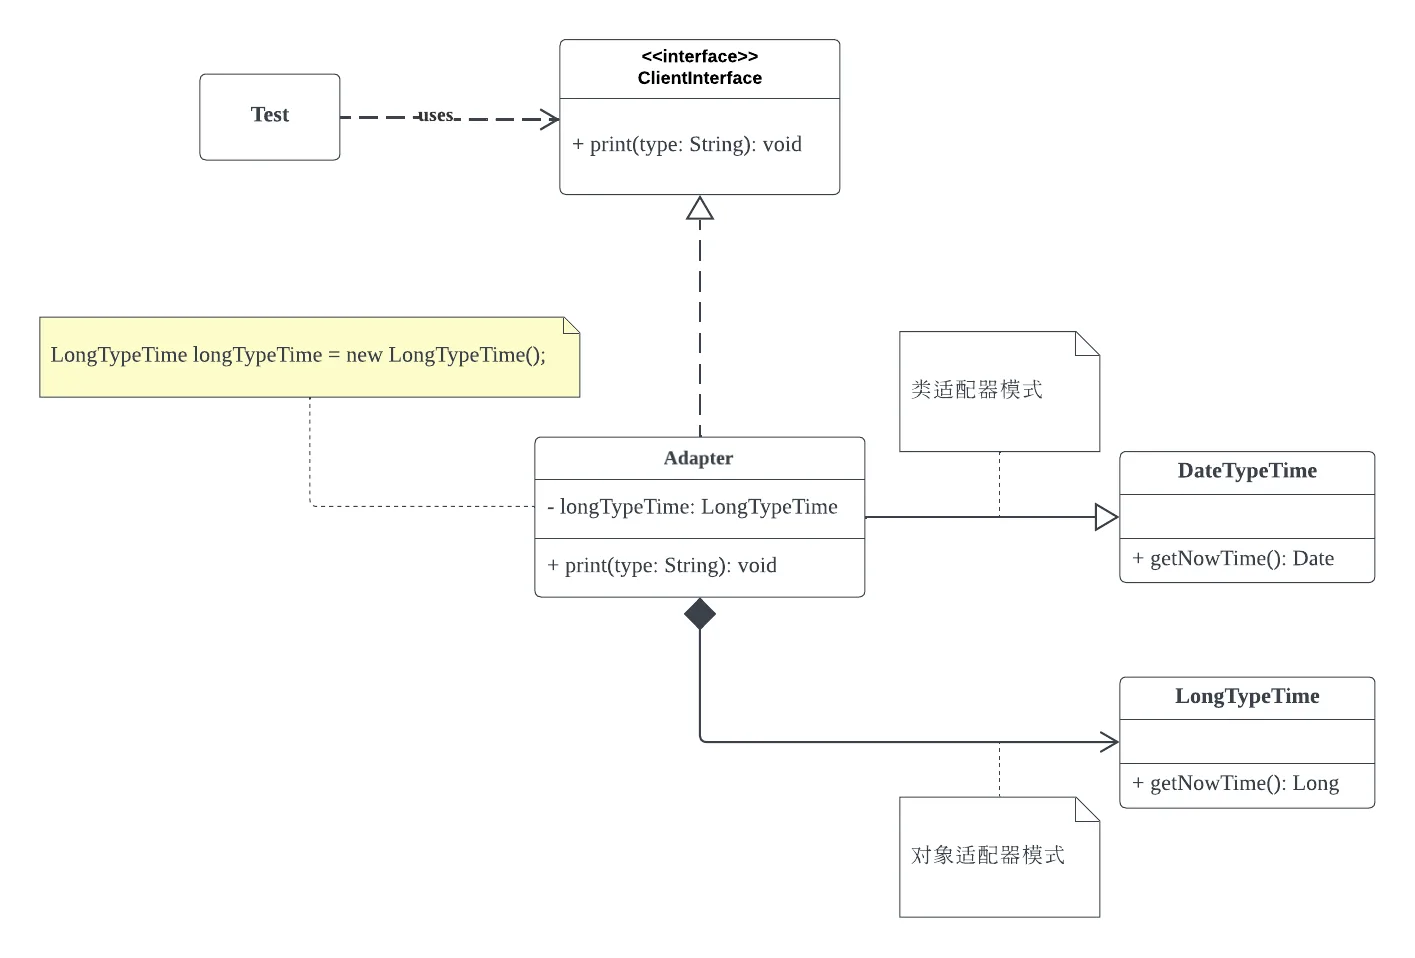 <<interface>>
ClientInterface
Test
uses
+ print(type: String): void
LongTypeTime longTypeTime = new LongTypeTime();
类适配器模式
Adapter
- longTypeTime: LongTypeTime
+ print(type: String): void
DateTypeTime
+ getNowTime(): Date
LongTypeTime
+ getNowTime(): Long
对象适配器模式